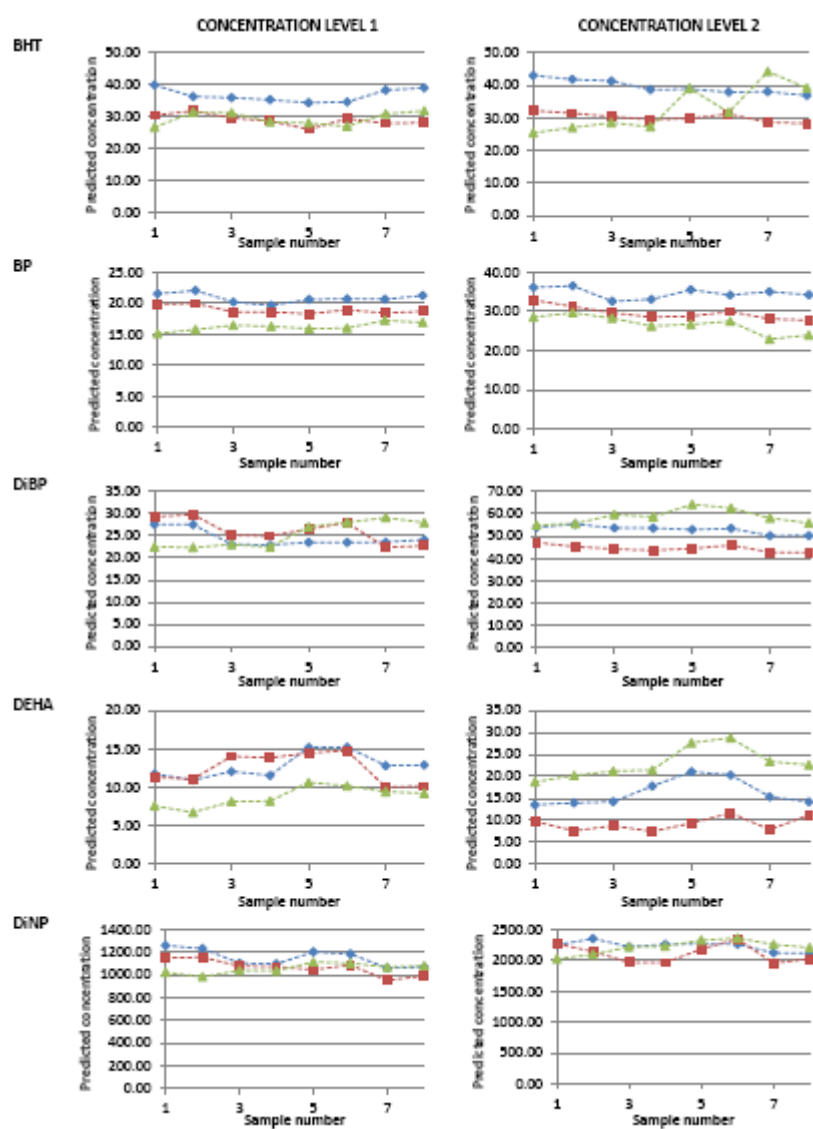 CONCENTRATION LEVEL 1
CONCENTRATION LEVEL 2
BHT
Predicted concentration
50.00
40.00
30.00
20.00
10.00
0.00
1 3 5 7
Sample number
Predicted concentration
50.00
40.00
30.00
20.00
10.00
0.00
1 3 5 7
Sample number
BP
Predicted concentration
25.00
20.00
15.00
10.00
5.00
0.00
1 3 5 7
Sample number
Predicted concentration
40.00
30.00
20.00
10.00
0.00
1 3 5 7
Sample number
DiBP
Predicted concentration
35.00
30.00
25.00
20.00
15.00
10.00
5.00
0.00
1 3 5 7
Sample number
Predicted concentration
70.00
60.00
50.00
40.00
30.00
20.00
10.00
0.00
1 3 5 7
Sample number
DEHA
Predicted concentration
20.00
15.00
10.00
5.00
0.00
1 3 5 7
Sample number
Predicted concentration
35.00
30.00
25.00
20.00
15.00
10.00
5.00
0.00
1 3 5 7
Sample number
DiNP
Predicted concentration
1400.00
1200.00
1000.00
800.00
600.00
400.00
200.00
0.00
1 3 5 7
Sample number
Predicted concentration
2500.00
2000.00
1500.00
1000.00
500.00
0.00
1 3 5 7
Sample number